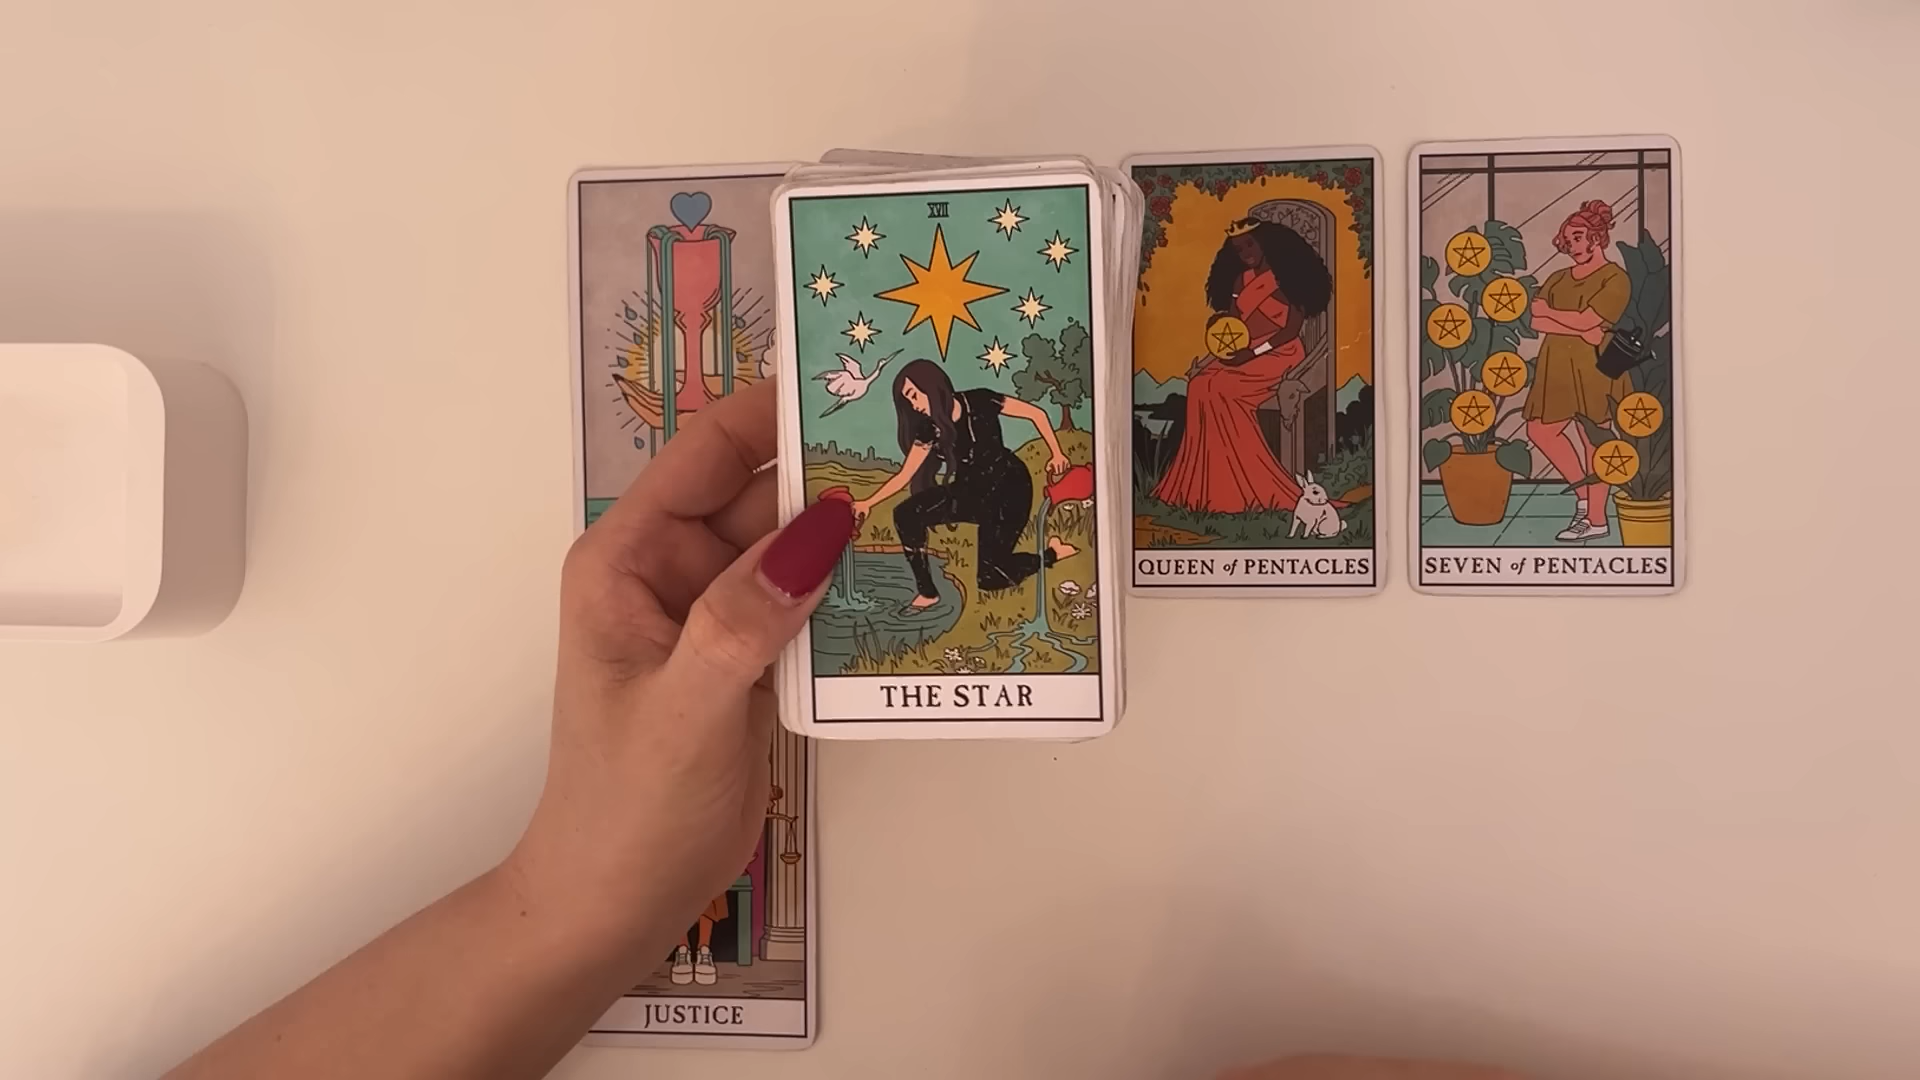 XVII
THE STAR
QUEEN of PENTACLES
SEVEN of PENTACLES
JUSTICE